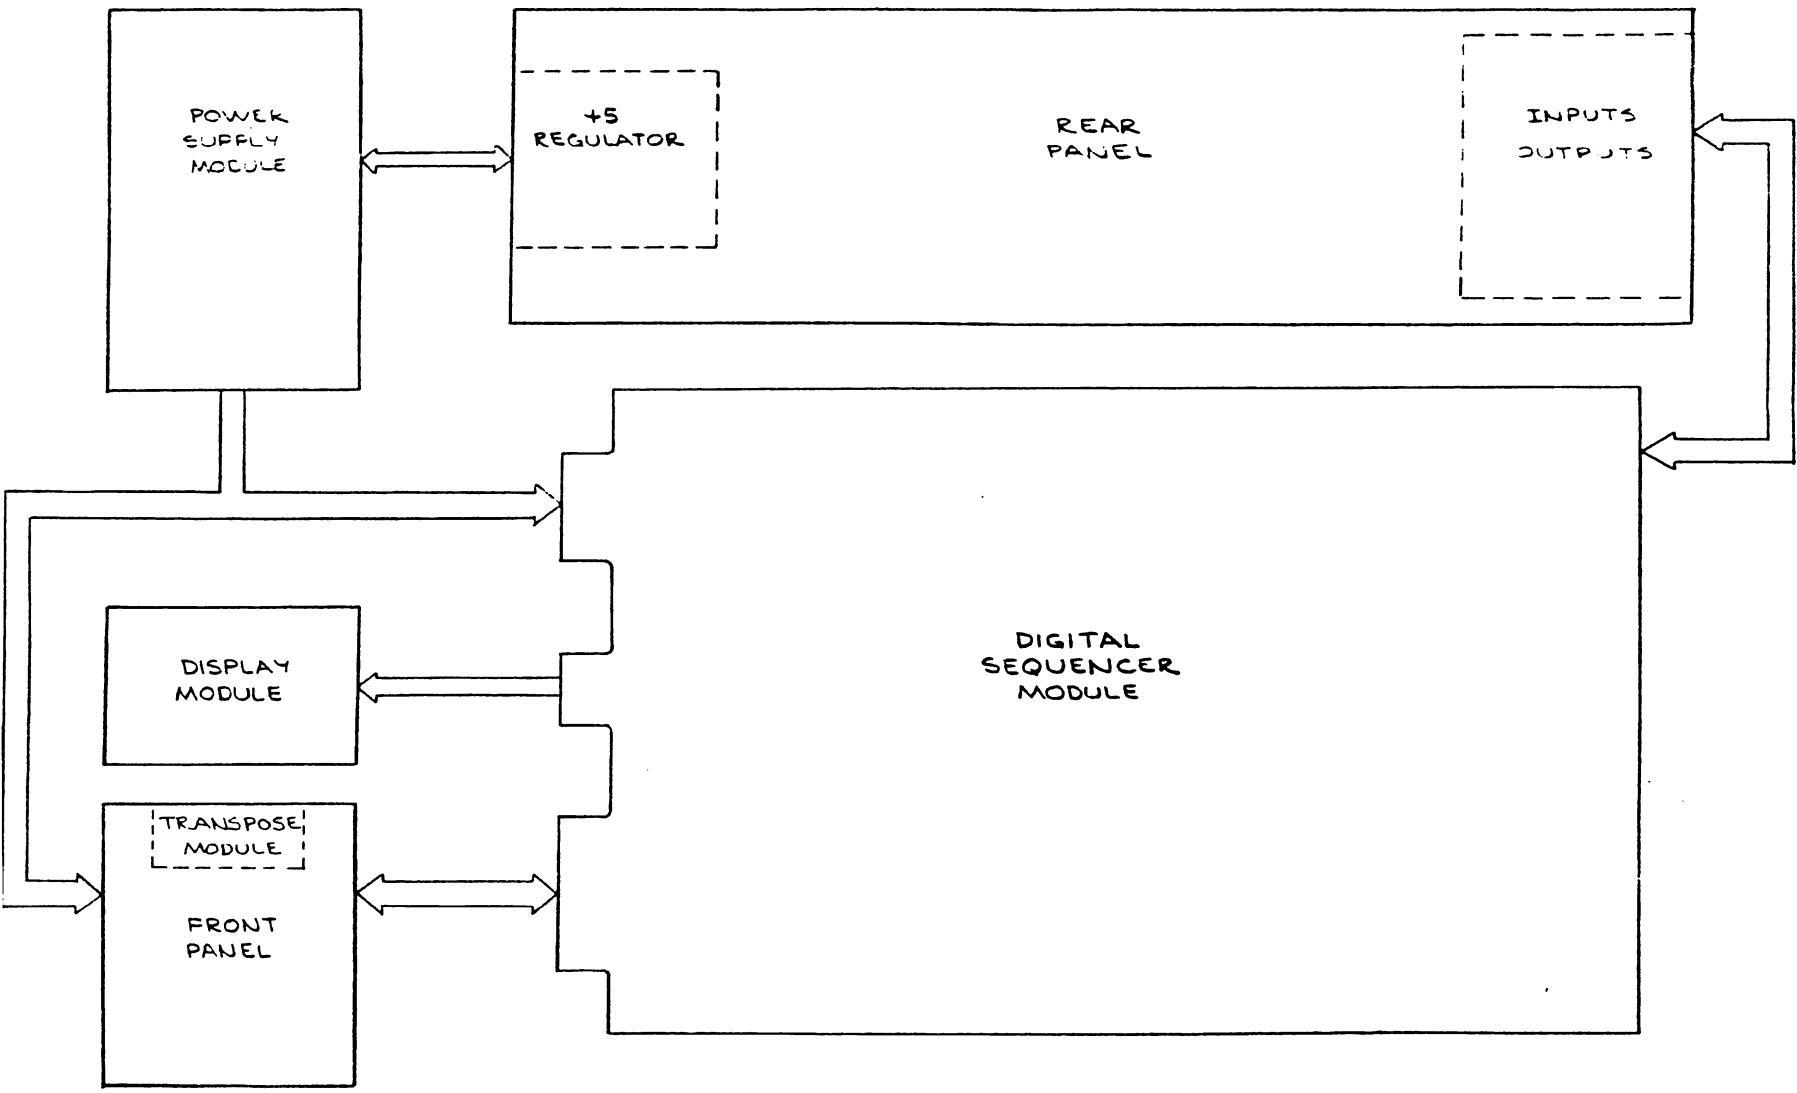 POWER
SUPPLY
MODULE
+5
REGULATOR
REAR
PANEL
INPUTS
OUTPUTS
DIGITAL
SEQUENCER
MODULE
DISPLAY
MODULE
TRANSPOSE
MODULE
FRONT
PANEL